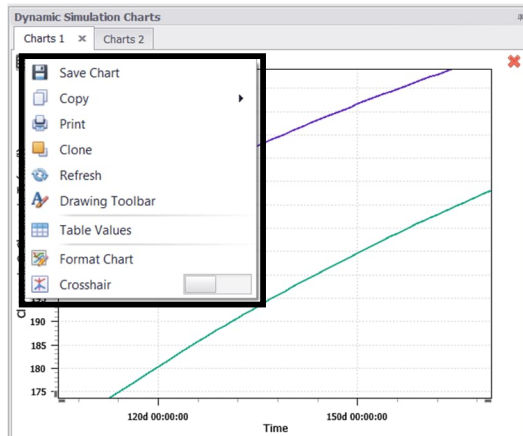 Dynamic Simulation Charts
Charts 1
Charts 2
Save Chart
Copy
Print
Clone
Refresh
Drawing Toolbar
Table Values
Format Chart
Crosshair
190
185
180
175
120d 00:00:00
150d 00:00:00
Time